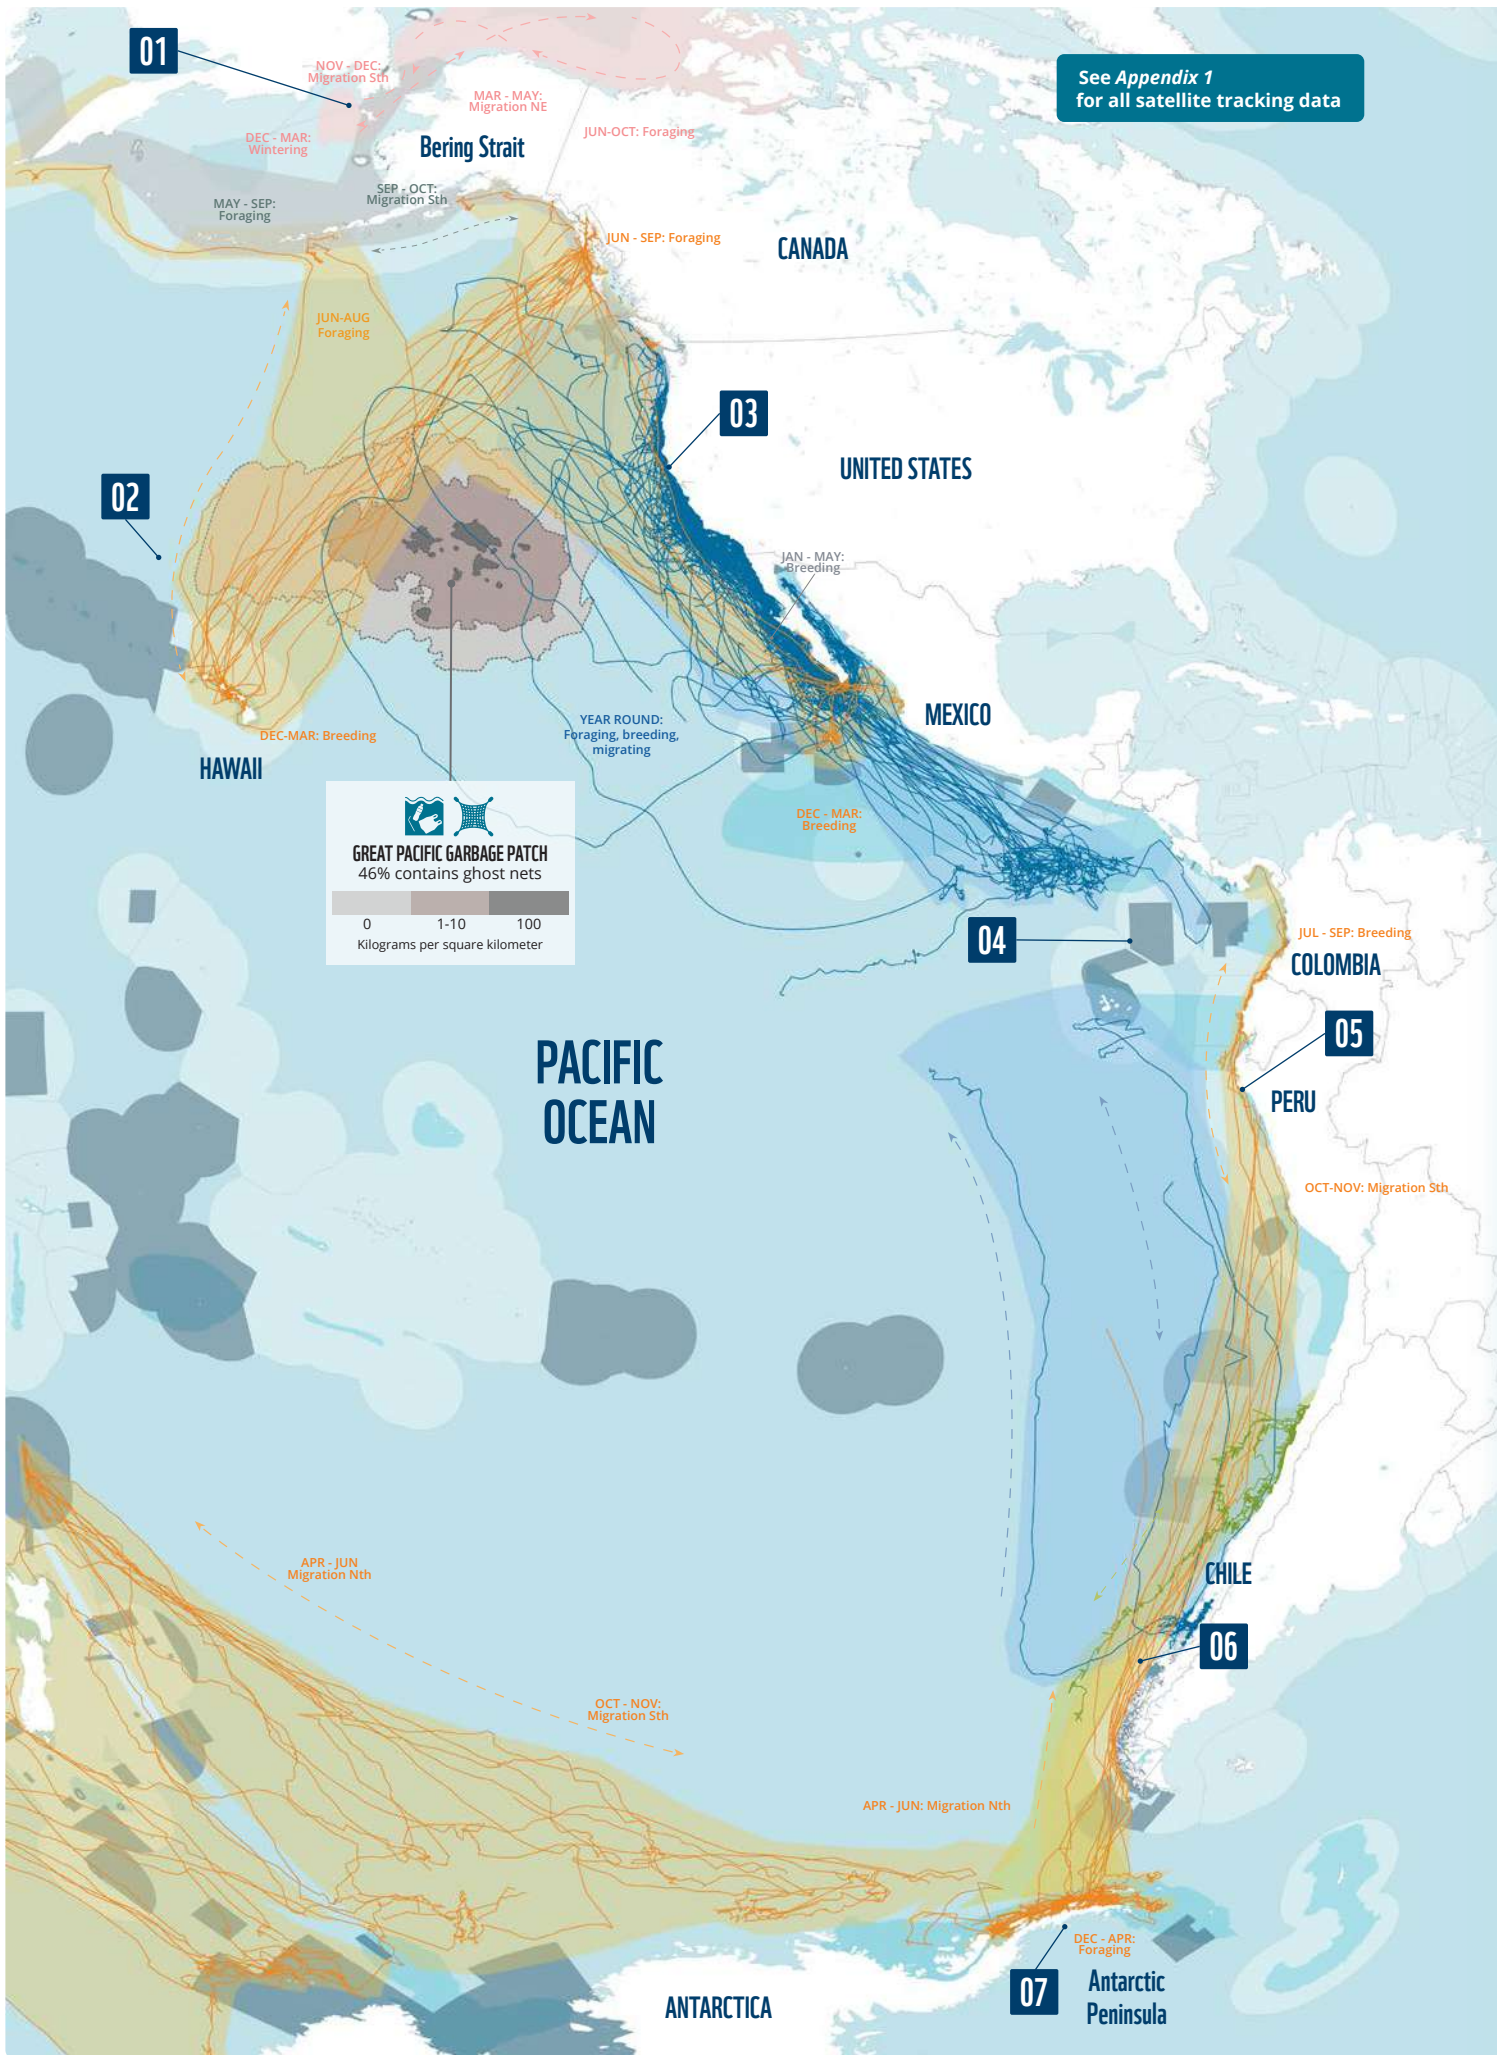 01
NOV - DEC:
Migration Sth
See Appendix 1
for all satellite tracking data
MAR - MAY:
Migration NE
DEC - MAR:
Wintering
JUN-OCT: Foraging
Bering Strait
SEP - OCT:
Migration Sth
MAY - SEP:
Foraging
JUN - SEP: Foraging
CANADA
JUN-AUG
Foraging
03
UNITED STATES
02
JAN - MAY:
Breeding
MEXICO
YEAR ROUND:
Foraging, breeding,
migrating
DEC-MAR: Breeding
HAWAII
DEC - MAR:
Breeding
GREAT PACIFIC GARBAGE PATCH
46% contains ghost nets
0 1-10 100
Kilograms per square kilometer
04
JUL - SEP: Breeding
COLOMBIA
05
PACIFIC
OCEAN
PERU
OCT-NOV: Migration Sth
APR - JUN
Migration Nth
CHILE
06
OCT - NOV:
Migration Sth
APR - JUN: Migration Nth
DEC - APR:
Foraging
07
Antarctic
Peninsula
ANTARCTICA